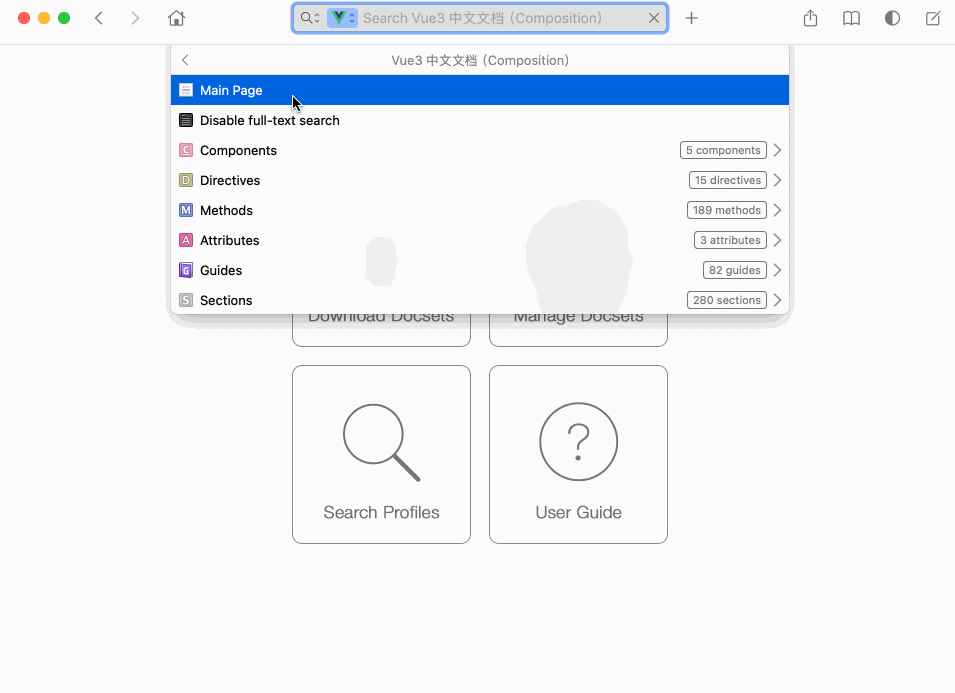 Search Vue3 中文文档 (Composition)
Vue3 中文文档 (Composition)
Main Page
Disable full-text search
C Components 5 components
D Directives 15 directives
M Methods 189 methods
A Attributes 3 attributes
G Guides 82 guides
S Sections 280 sections
Download Docsets Manage Docsets
Search Profiles User Guide